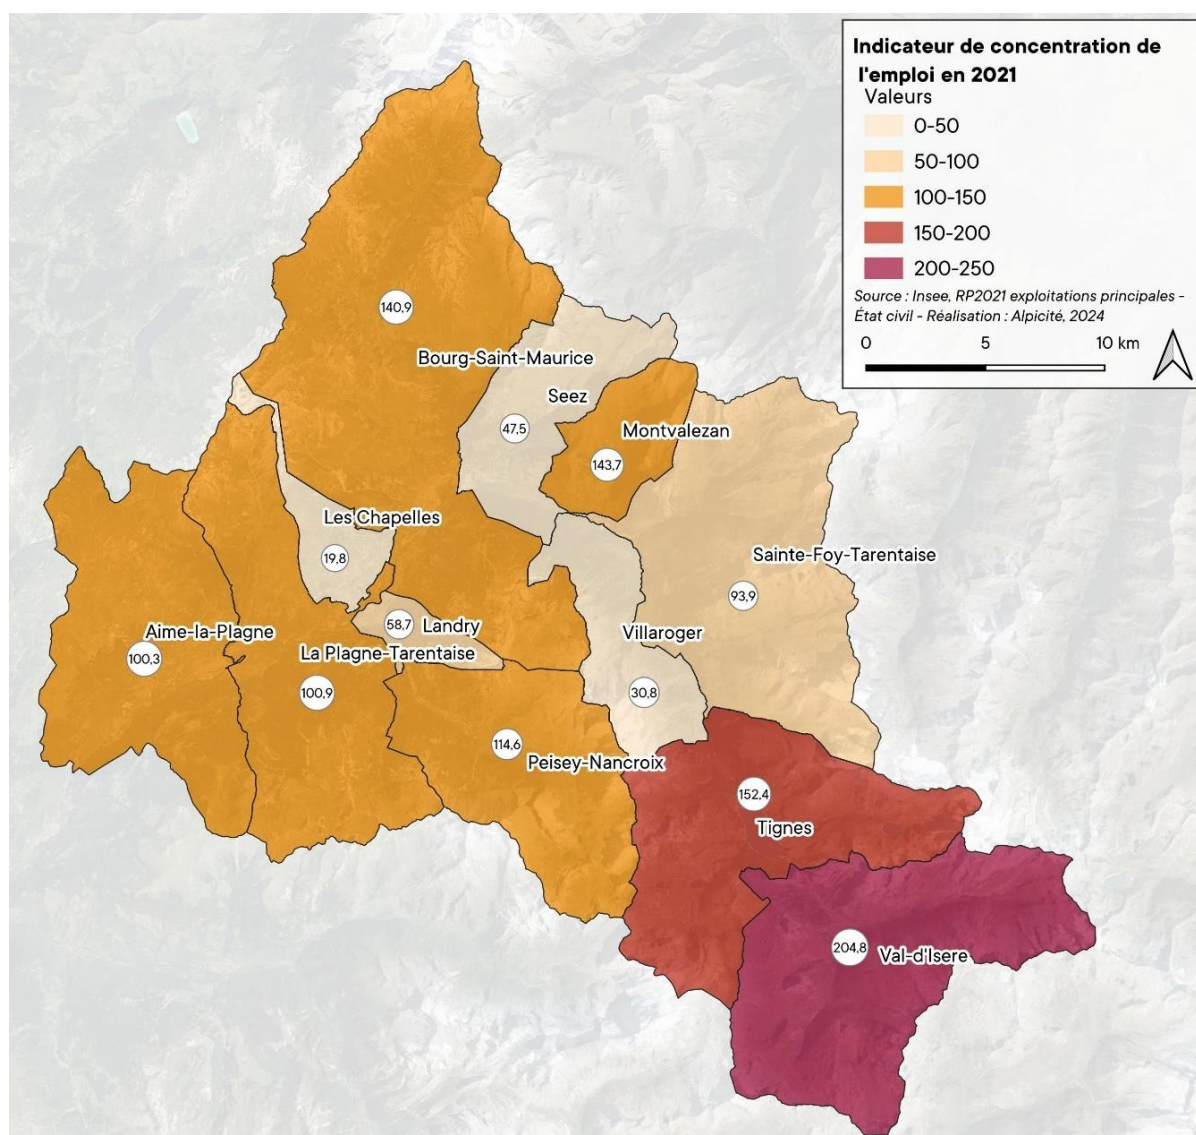 Indicateur de concentration de
l'emploi en 2021
Valeurs
0-50
50-100
100-150
150-200
200-250
Source : Insee, RP2021 exploitations principales -
État civil - Réalisation : Alpicité, 2024
0 5 10 km
140,9
Bourg-Saint-Maurice
Seez
47,5
Montvalezan
143,7
Les Chapelles
19,8
Sainte-Foy-Tarentaise
93,9
58,7
Landry
Aime-la-Plagne
100,3
Villaroger
30,8
La Plagne-Tarentaise
100,9
114,6
Peisey-Nancroix
152,4
Tignes
204,8
Val-d'Isere